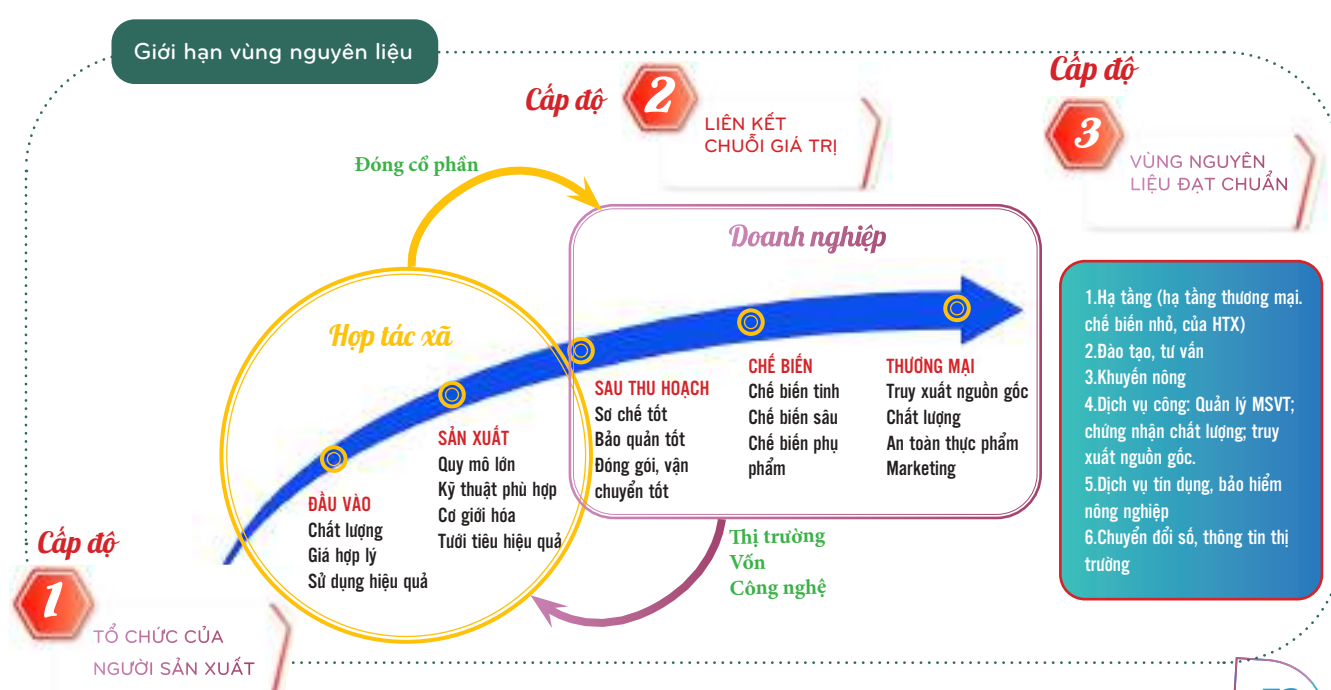 Giới hạn vùng nguyên liệu
Cấp độ
2
LIÊN KẾT
CHUỖI GIÁ TRỊ
Cấp độ
3
VÙNG NGUYÊN
LIỆU ĐẠT CHUẨN
Đóng cổ phần
Doanh nghiệp
Hợp tác xã
ĐẦU VÀO
Chất lượng
Giá hợp lý
Sử dụng hiệu quả
SẢN XUẤT
Quy mô lớn
Kỹ thuật phù hợp
Cơ giới hóa
Tưới tiêu hiệu quả
SAU THU HOẠCH
Sơ chế tốt
Bảo quản tốt
Đóng gói, vận
chuyển tốt
CHẾ BIẾN
Chế biến tinh
Chế biến sâu
Chế biến phụ
phẩm
THƯƠNG MẠI
Truy xuất nguồn gốc
Chất lượng
An toàn thực phẩm
Marketing
1.Hạ tầng (hạ tầng thương mại.
chế biến nhỏ, của HTX)
2.Đào tạo, tư vấn
3.Khuyến nông
4.Dịch vụ công: Quản lý MSVT;
chứng nhận chất lượng; truy
xuất nguồn gốc.
5.Dịch vụ tín dụng, bảo hiểm
nông nghiệp
6.Chuyển đổi số, thông tin thị
trường
Thị trường
Vốn
Công nghệ
Cấp độ
1
TỔ CHỨC CỦA
NGƯỜI SẢN XUẤT